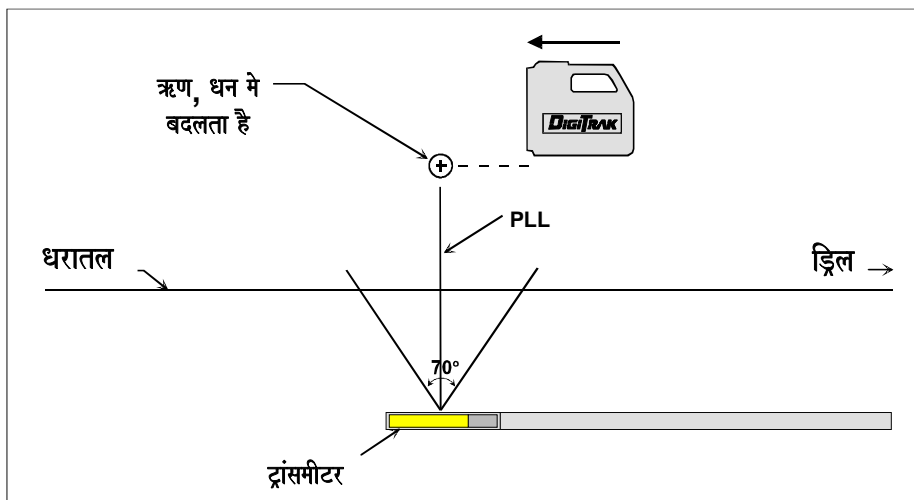 ऋण, धन मे
बदलता है
DIGITRAK
+
PLL
धरातल
ड्रिल
70°
ट्रांसमीटर